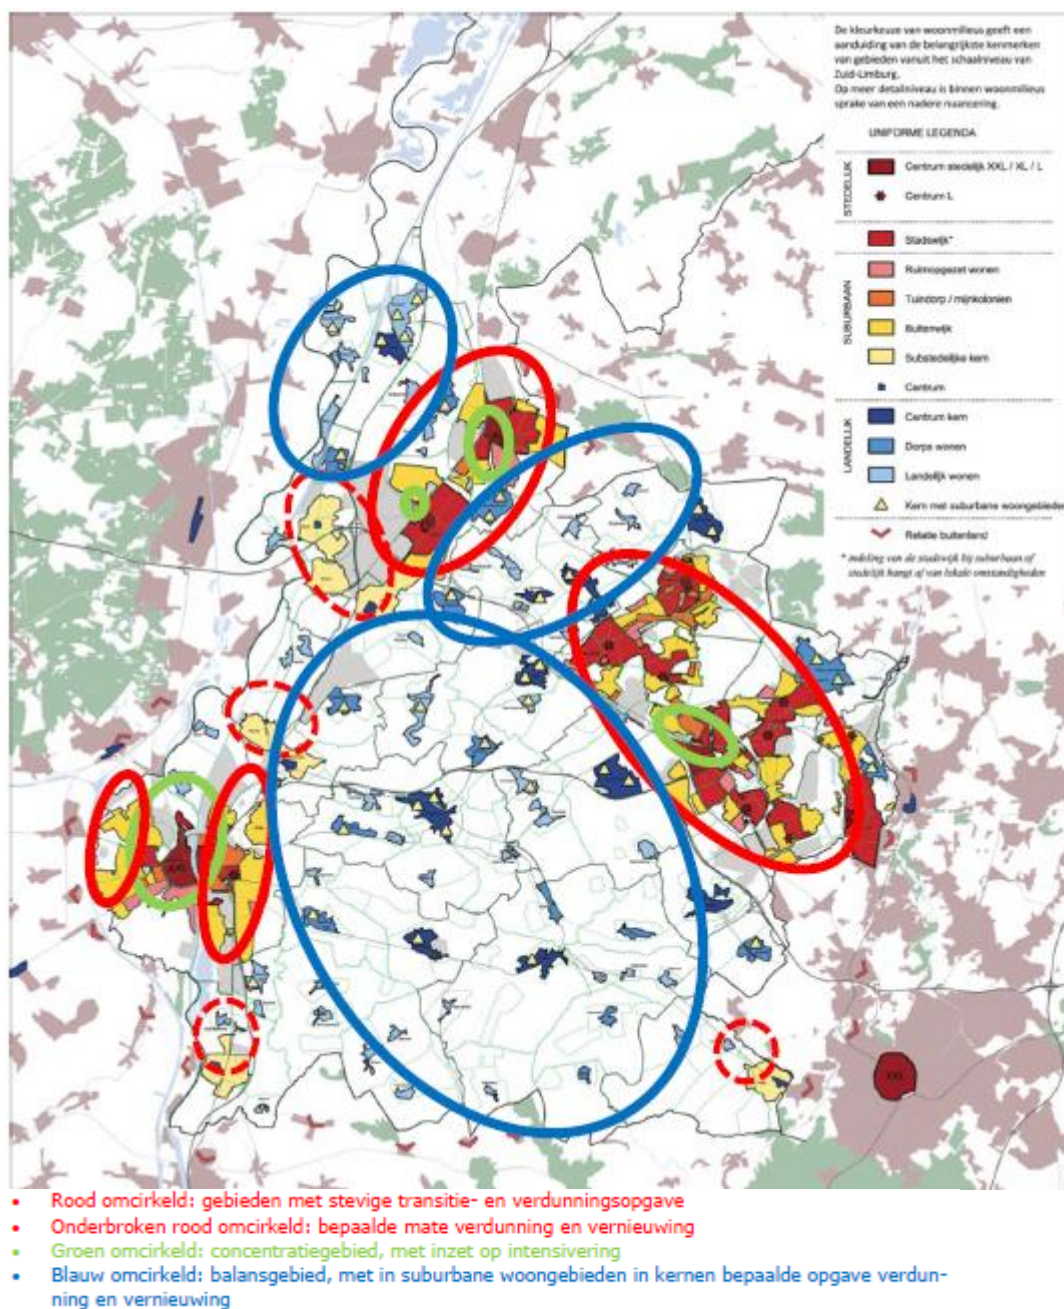 De kleurkeuze van woonmilieus geeft een
aanduiding van de belangrijkste kenmerken
van gebieden vanuit het schaalniveau van
Zuid-Limburg.
Op meer detailniveau is binnen woonmilieus
sprake van een nadere nuancering.
UNIFORME LEGENDA
STEDELIJK
Centrum stedelijk XXL / XL / L
Centrum L
Stadswijk*
SUBURBAAN
Ruimopgezet wonen
Tuindorp / mijnkolonien
Buitenwijk
Substedelijke kern
Centrum
LANDELIJK
Centrum kern
Dorps wonen
Landelijk wonen
Kern met suburbane woongebieden
Relatie buitenland
* indeling van de stadswijk bij suburbaan of
stedelijk hangt af van lokale omstandigheden
XXL
XXL
• Rood omcirkeld: gebieden met stevige transitie- en verdunningsopgave
• Onderbroken rood omcirkeld: bepaalde mate verdunning en vernieuwing
• Groen omcirkeld: concentratiegebied, met inzet op intensivering
• Blauw omcirkeld: balansgebied, met in suburbane woongebieden in kernen bepaalde opgave verdun-
ning en vernieuwing